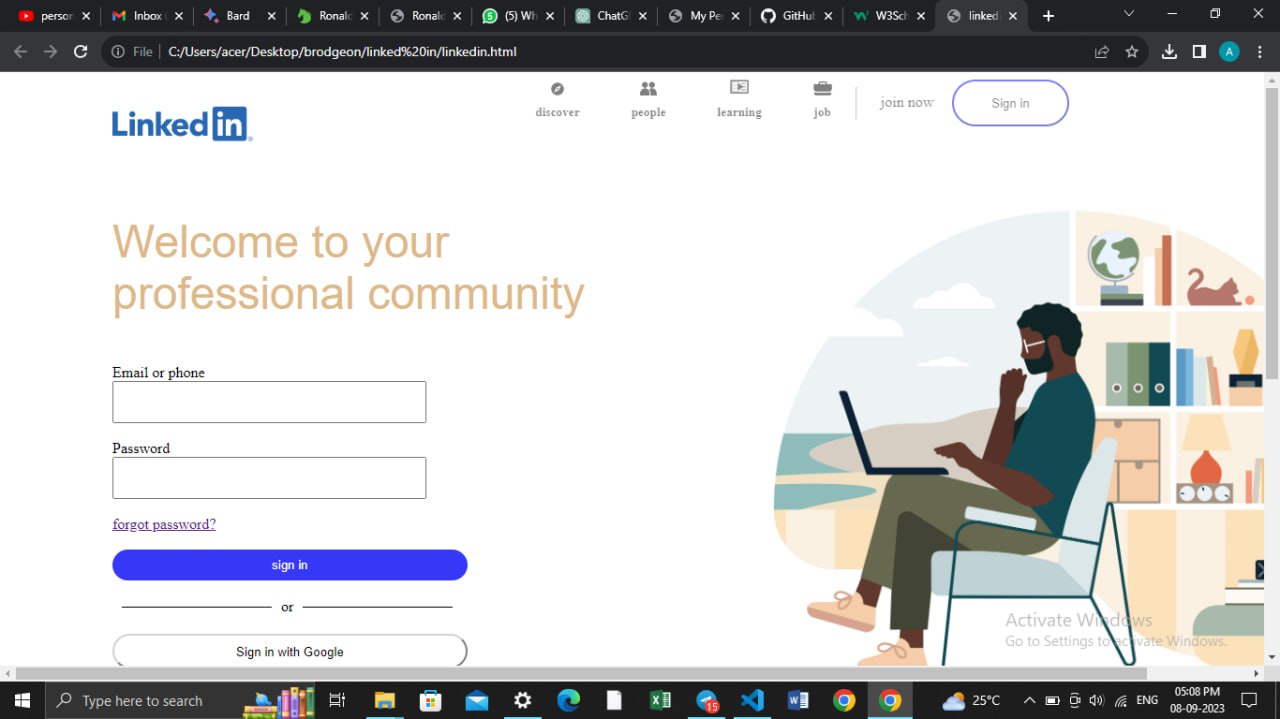 person
Inbox
Bard
Ronald
Ronald
(5) Wh
ChatG
My Pe
GitHub
W3Sch
linked
File
C:/Users/acer/Desktop/brodgeon/linked%20in/linkedin.html
A
Linked in
discover
people
learning
job
join now
Sign in
Welcome to your
professional community
Email or phone
Password
forgot password?
sign in
or
Sign in with Google
Activate Windows
Go to Settings to activate Windows.
Type here to search
15
25°C
ENG
05:08 PM
08-09-2023